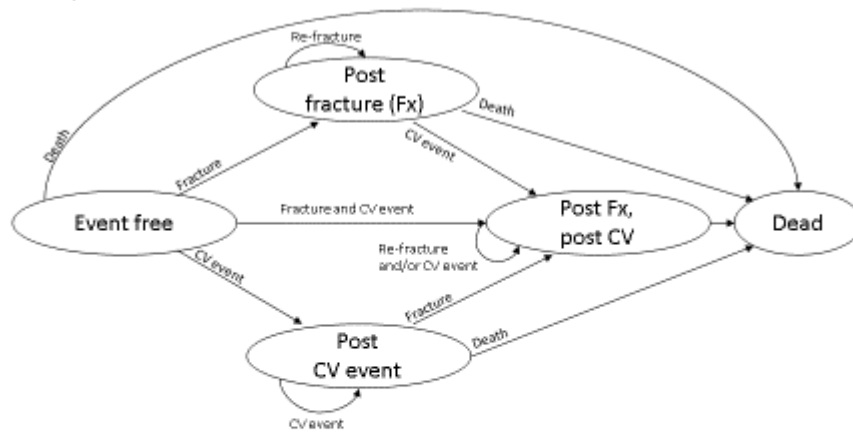 Re-fracture
Post
fracture (Fx)
Death
Death
CV event
Fracture
Event free
Fracture and CV event
Post Fx,
post CV
Dead
Re-fracture
and/or CV event
CV event
Fracture
Post
CV event
Death
CV event